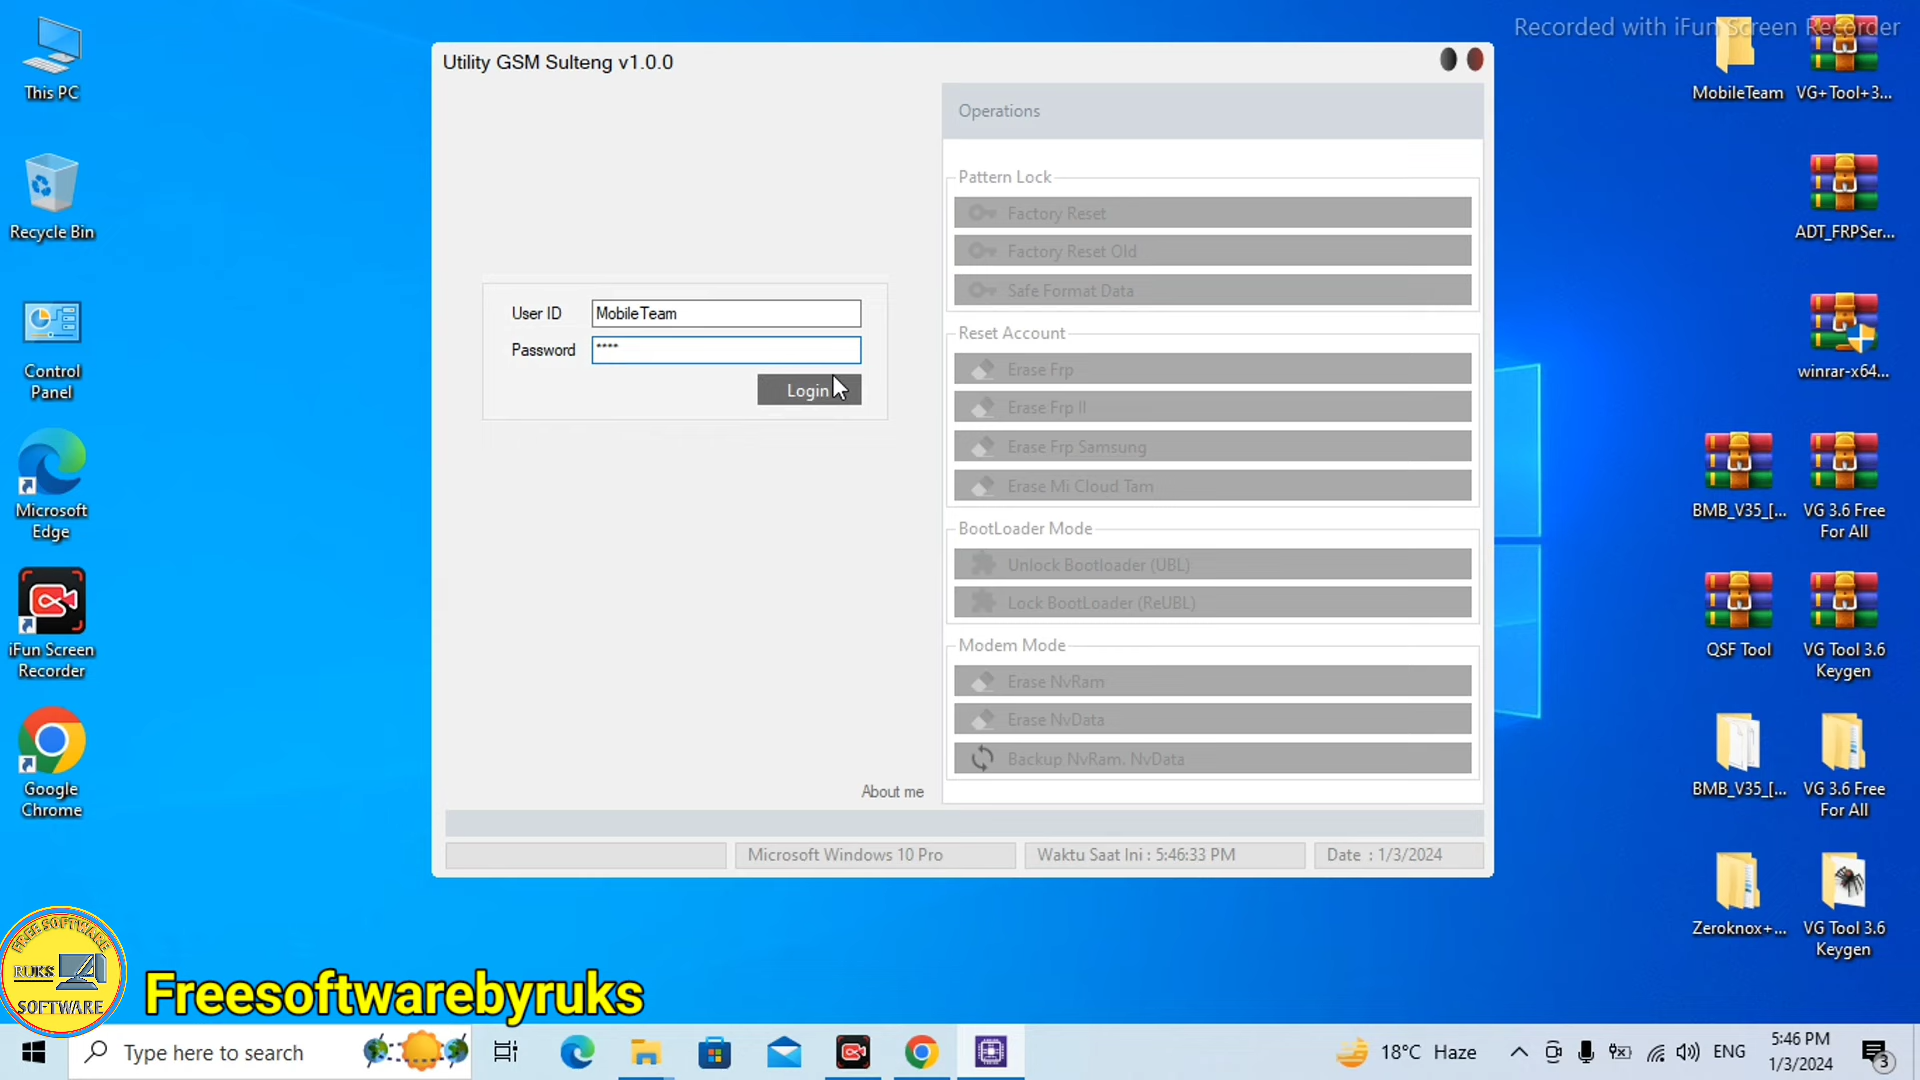 Recorded with iFun Screen Recorder
This PC
Recycle Bin
Control
Panel
Microsoft
Edge
iFun Screen
Recorder
Google
Chrome
Utility GSM Sulteng v1.0.0
User ID
MobileTeam
Password
****
Login
About me
Operations
Pattern Lock
Factory Reset
Factory Reset Old
Safe Format Data
Reset Account
Erase Frp
Erase Frp II
Erase Frp Samsung
Erase Mi Cloud Tam
BootLoader Mode
Unlock Bootloader (UBL)
Lock BootLoader (ReUBL)
Modem Mode
Erase NvRam
Erase NvData
Backup NvRam. NvData
Microsoft Windows 10 Pro
Waktu Saat Ini : 5:46:33 PM
Date : 1/3/2024
MobileTeam
VG+Tool+3...
ADT_FRPSer...
winrar-x64...
BMB_V35_[...
VG 3.6 Free
For All
QSF Tool
VG Tool 3.6
Keygen
BMB_V35_[...
VG 3.6 Free
For All
Zeroknox+...
VG Tool 3.6
Keygen
FREE SOFTWARE
RUKS
SOFTWARE
Freesoftwarebyruks
Type here to search
18°C Haze
ENG
5:46 PM
1/3/2024
3